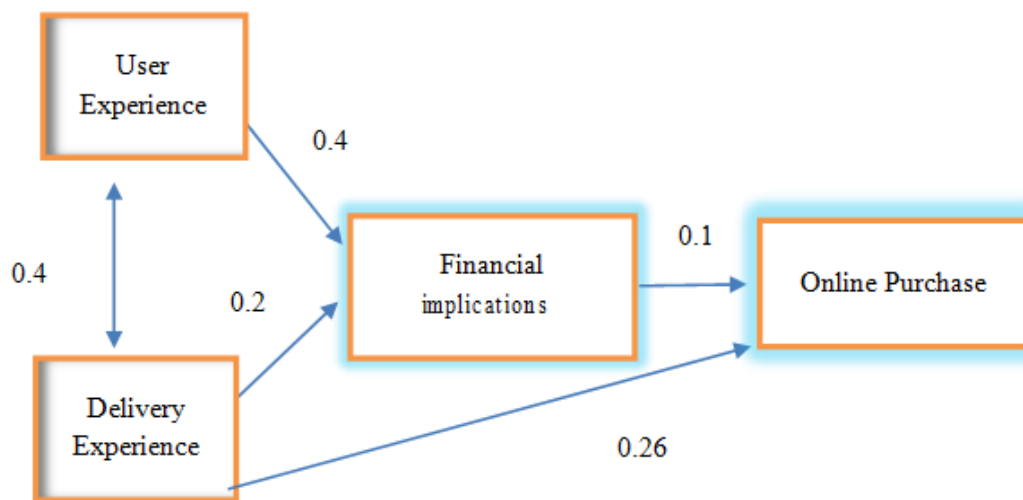 User
Experience
0.4
0.4
0.2
Financial
implications
0.1
Online Purchase
Delivery
Experience
0.26